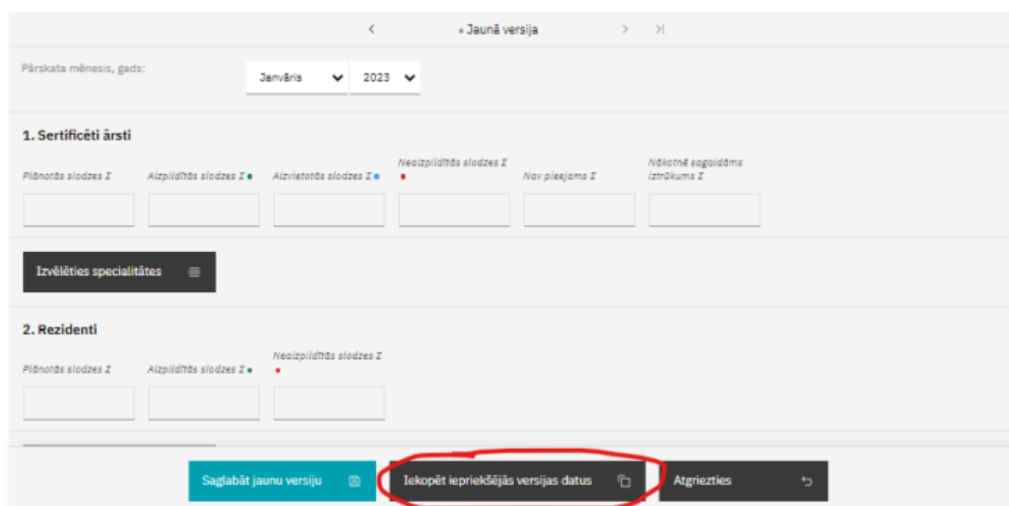 « Jaunā versija
Pārskata mēnesis, gads:
Janvāris 2023
1. Sertificēti ārsti
Plānotās slodzes Σ Aizpildītās slodzes Σ Aizvietotās slodzes Σ Neaizpildītās slodzes Σ Nav pieejams Σ Nākotnē sagaidāms
iztrūkums Σ
Izvēlēties specialitātes
2. Rezidenti
Plānotās slodzes Σ Aizpildītās slodzes Σ Neaizpildītās slodzes Σ
Saglabāt jaunu versiju Iekopēt iepriekšējās versijas datus Atgriezties